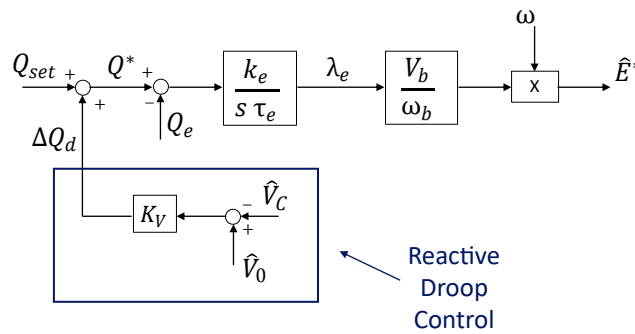 ω
Q_set + Q* + k_e λ_e V_b x Ê*
+ − s τ_e ω_b
ΔQ_d Q_e
K_V − V̂_C
+
V̂_0
Reactive
Droop
Control